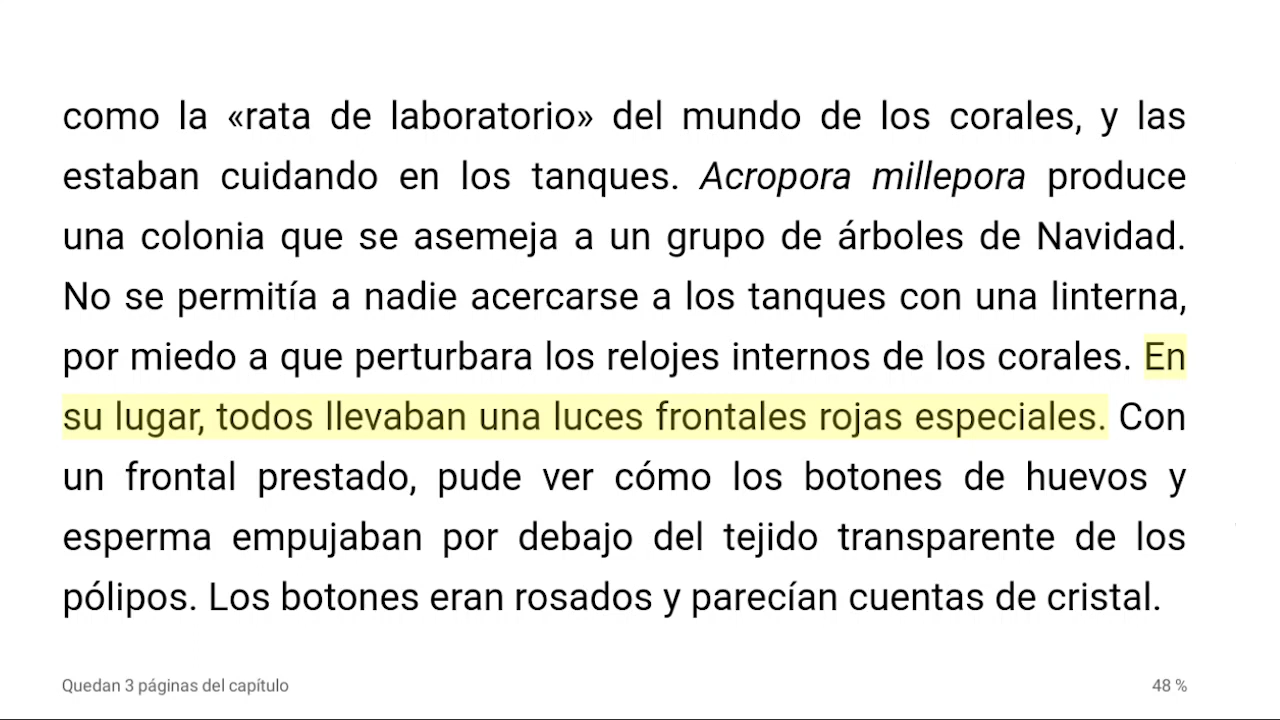 como la «rata de laboratorio» del mundo de los corales, y las
estaban cuidando en los tanques. Acropora millepora produce
una colonia que se asemeja a un grupo de árboles de Navidad.
No se permitía a nadie acercarse a los tanques con una linterna,
por miedo a que perturbara los relojes internos de los corales. En
su lugar, todos llevaban una luces frontales rojas especiales. Con
un frontal prestado, pude ver cómo los botones de huevos y
esperma empujaban por debajo del tejido transparente de los
pólipos. Los botones eran rosados y parecían cuentas de cristal.
Quedan 3 páginas del capítulo
48 %